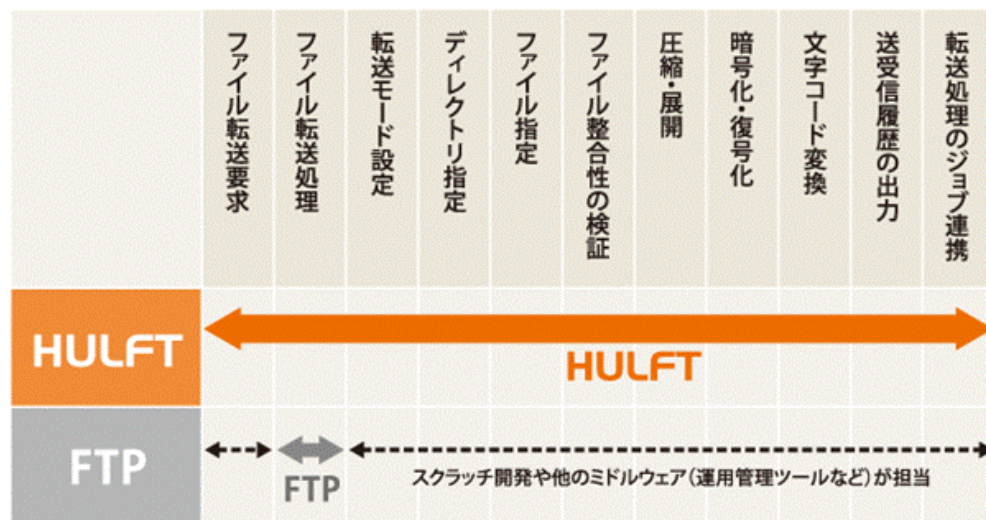 ファイル転送要求
ファイル転送処理
転送モード設定
ディレクトリ指定
ファイル指定
ファイル整合性の検証
圧縮・展開
暗号化・復号化
文字コード変換
送受信履歴の出力
転送処理のジョブ連携
HULFT
HULFT
FTP
FTP
スクラッチ開発や他のミドルウェア（運用管理ツールなど）が担当